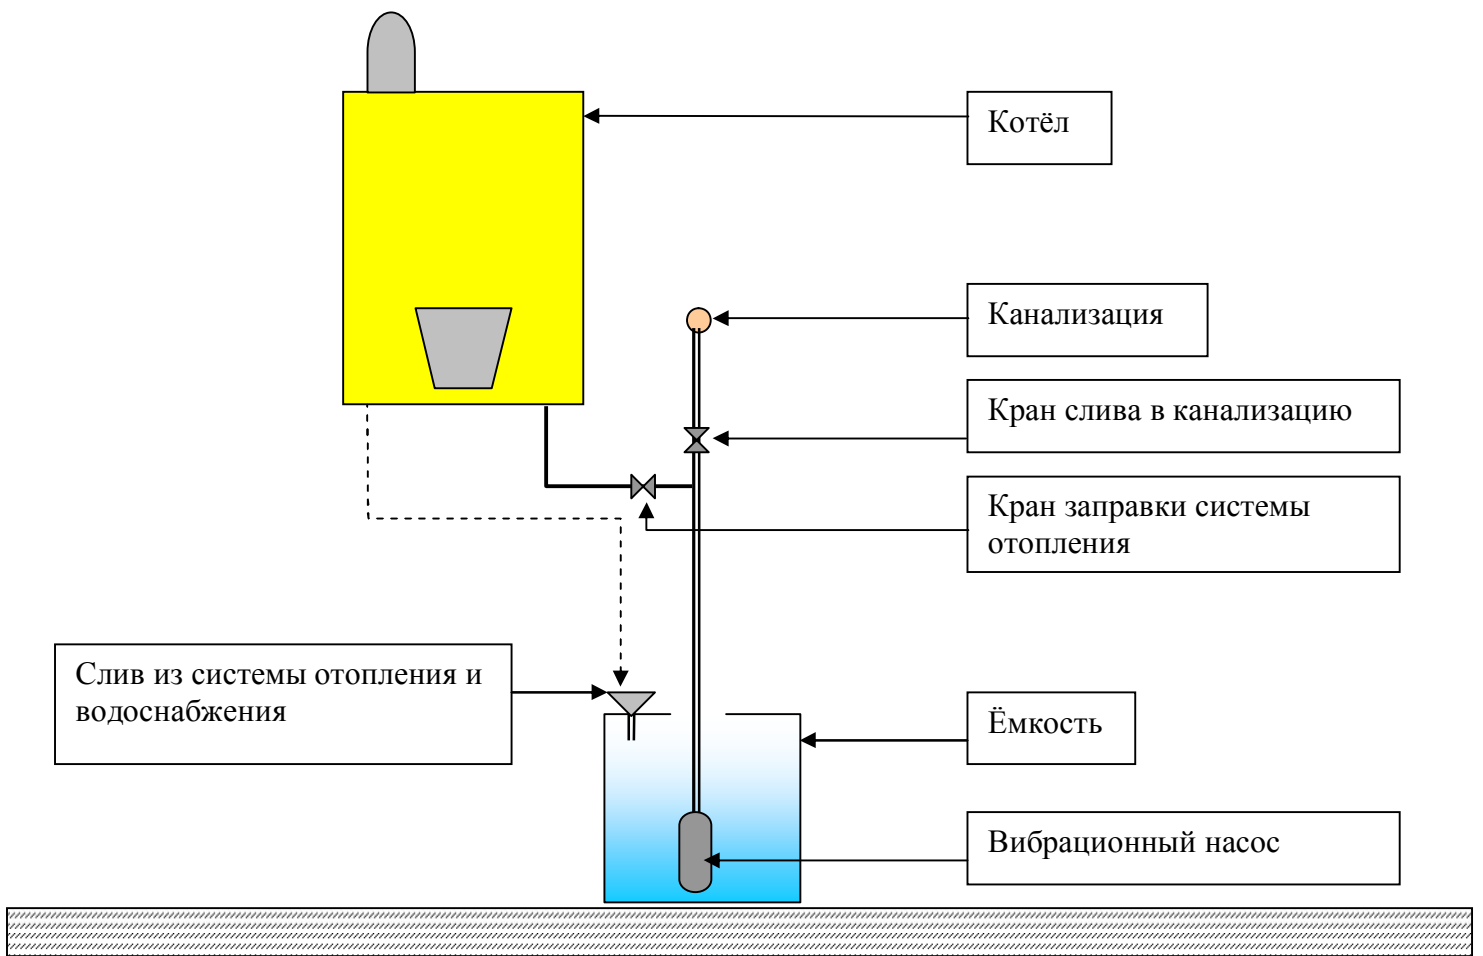 Котёл
Канализация
Кран слива в канализацию
Кран заправки системы
отопления
Слив из системы отопления и
водоснабжения
Ёмкость
Вибрационный насос